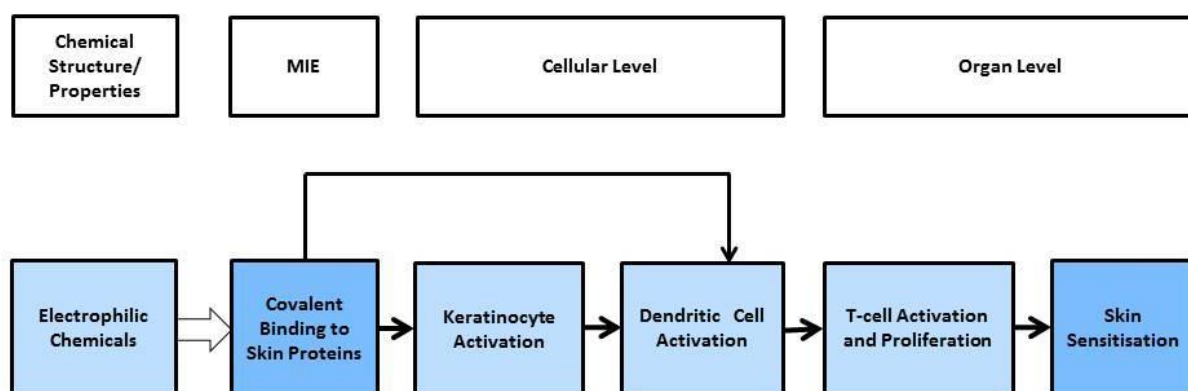 Chemical
Structure/
Properties
MIE
Cellular Level
Organ Level
Electrophilic
Chemicals
Covalent
Binding to
Skin Proteins
Keratinocyte
Activation
Dendritic Cell
Activation
T-cell Activation
and Proliferation
Skin
Sensitisation